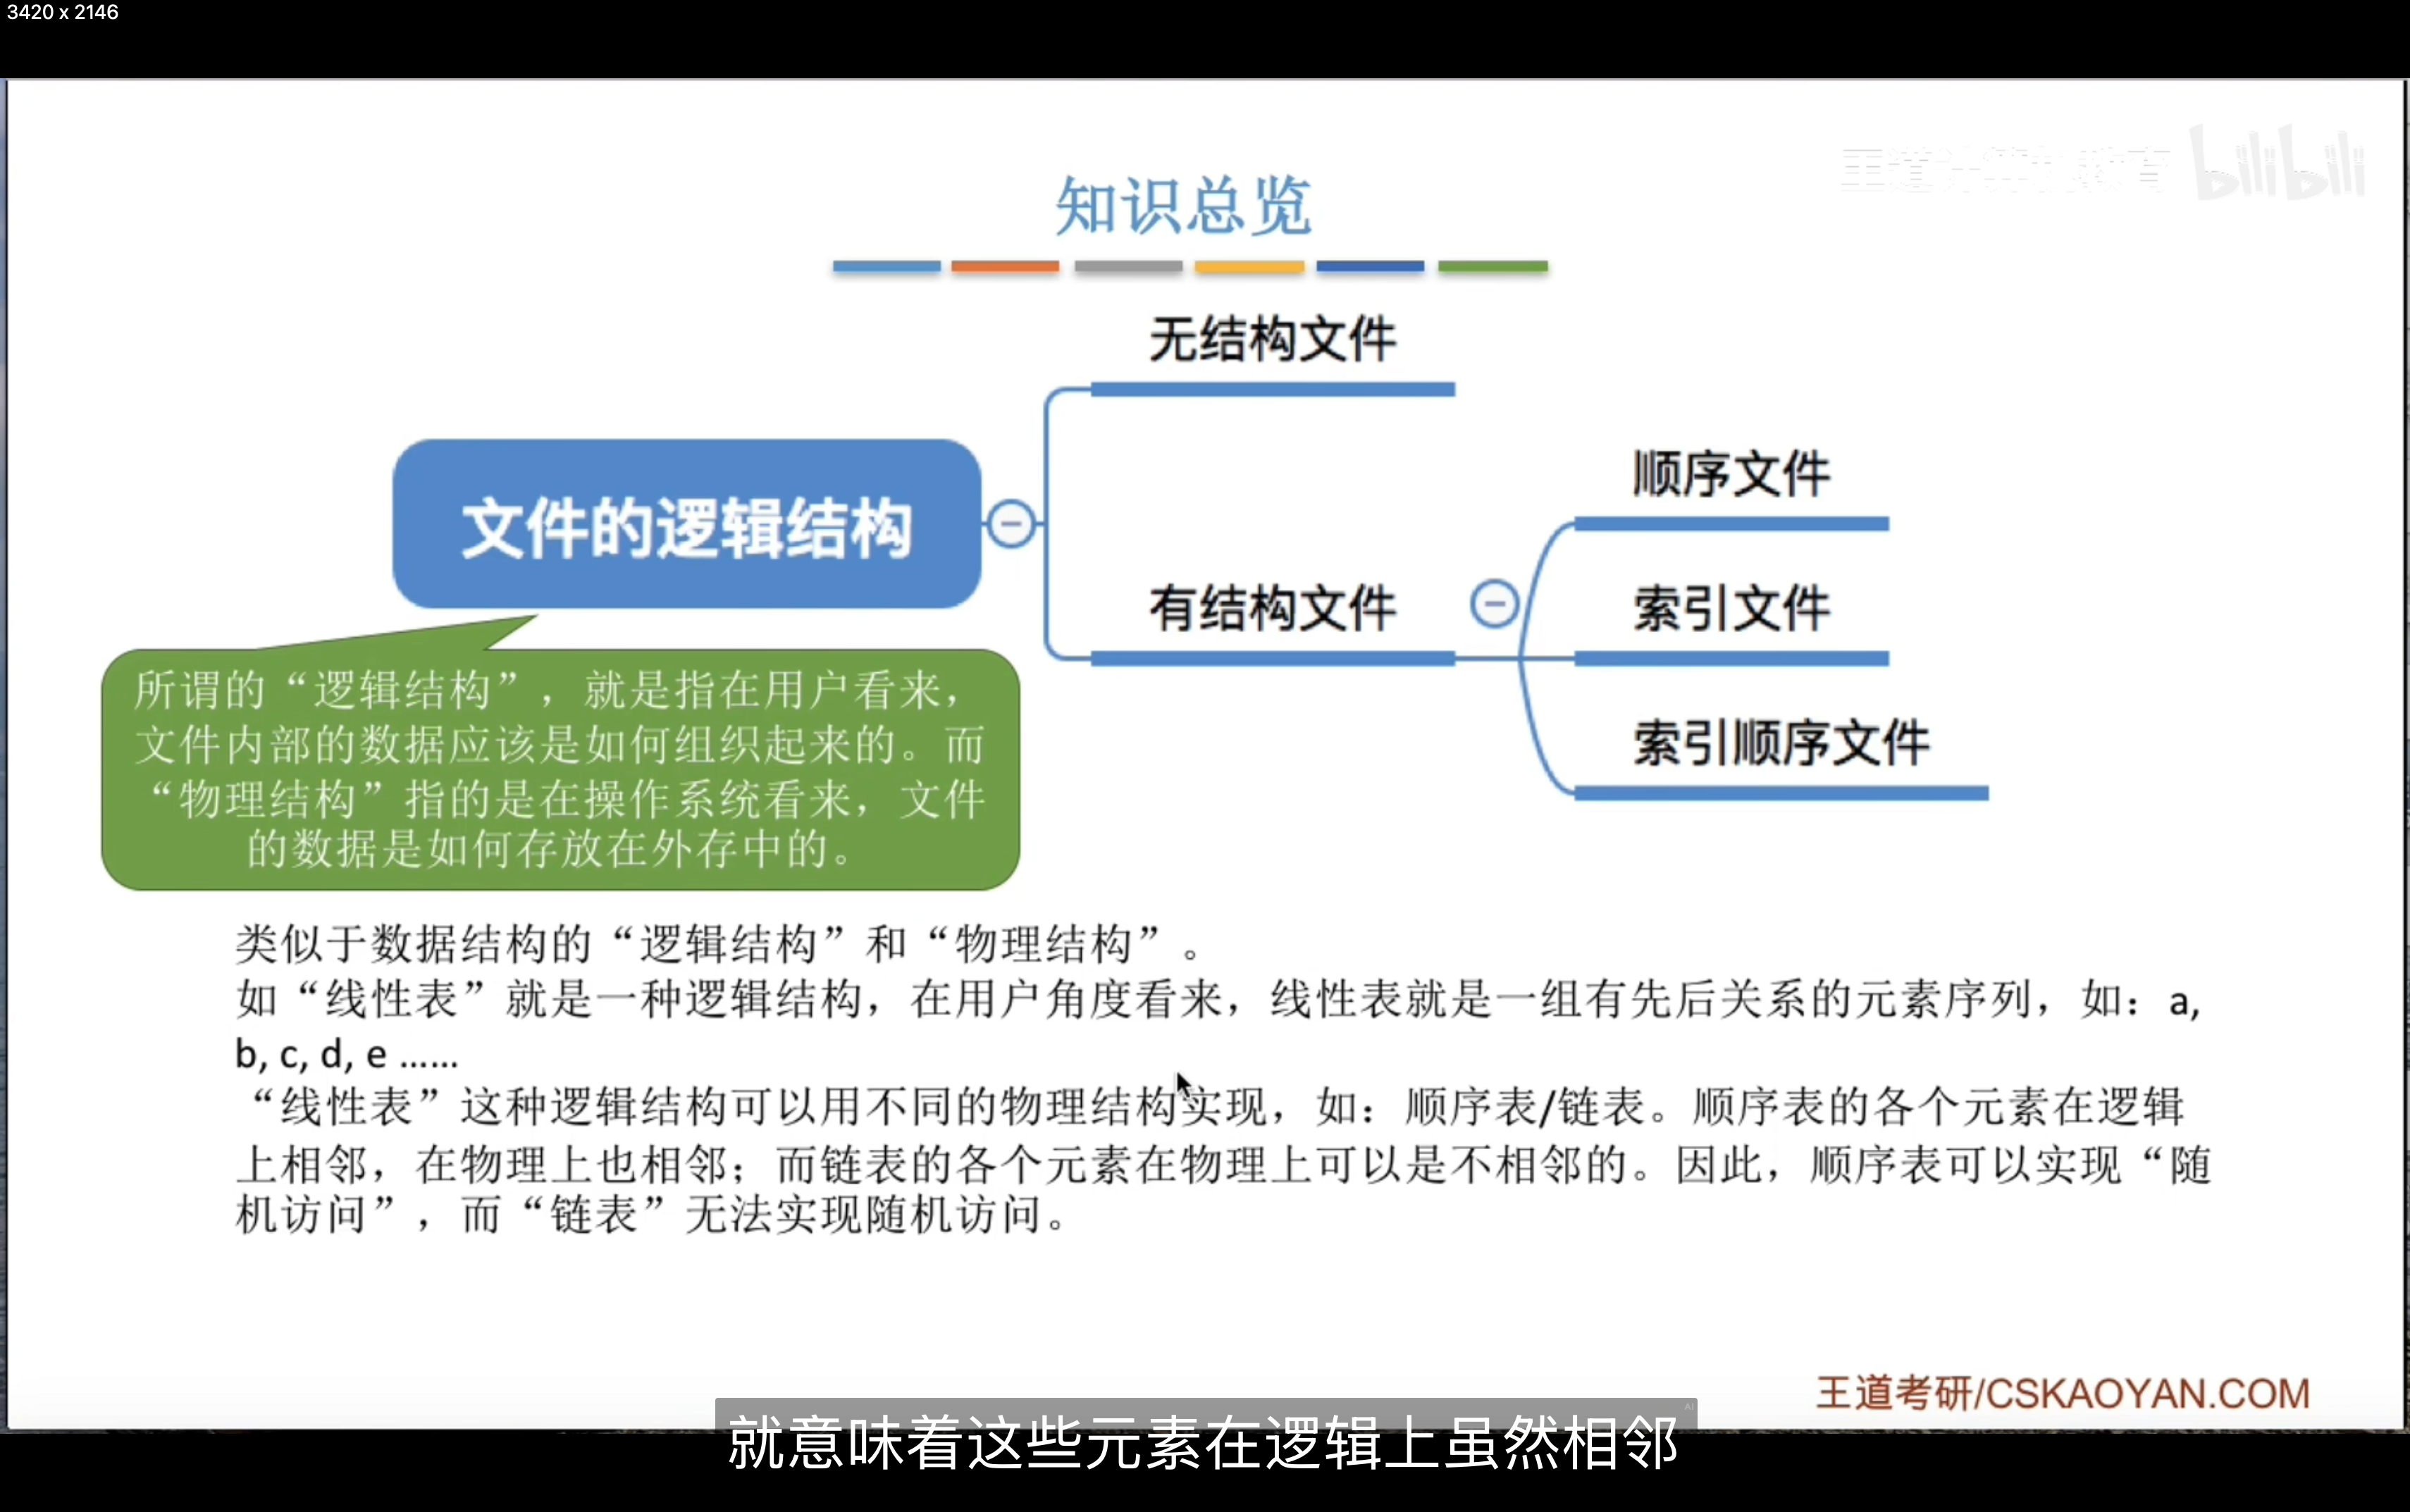 3420 x 2146
王道计算机教育 bilibili
知识总览
无结构文件
顺序文件
文件的逻辑结构
有结构文件
索引文件
索引顺序文件
所谓的“逻辑结构”，就是指在用户看来，
文件内部的数据应该是如何组织起来的。而
“物理结构”指的是在操作系统看来，文件
的数据是如何存放在外存中的。
类似于数据结构的“逻辑结构”和“物理结构”。
如“线性表”就是一种逻辑结构，在用户角度看来，线性表就是一组有先后关系的元素序列，如：a,
b, c, d, e ……
“线性表”这种逻辑结构可以用不同的物理结构实现，如：顺序表/链表。顺序表的各个元素在逻辑
上相邻，在物理上也相邻；而链表的各个元素在物理上可以是不相邻的。因此，顺序表可以实现“随
机访问”，而“链表”无法实现随机访问。
王道考研/CSKAOYAN.COM
AI
就意味着这些元素在逻辑上虽然相邻